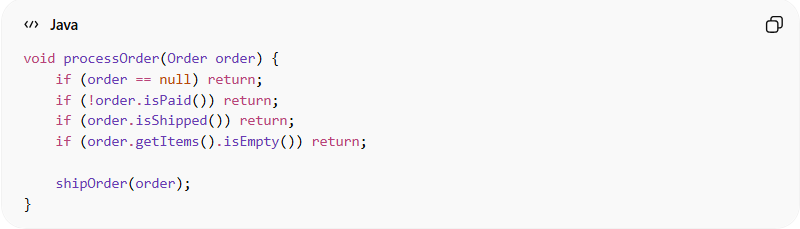 </> Java
void processOrder(Order order) {
    if (order == null) return;
    if (!order.isPaid()) return;
    if (order.isShipped()) return;
    if (order.getItems().isEmpty()) return;

    shipOrder(order);
}